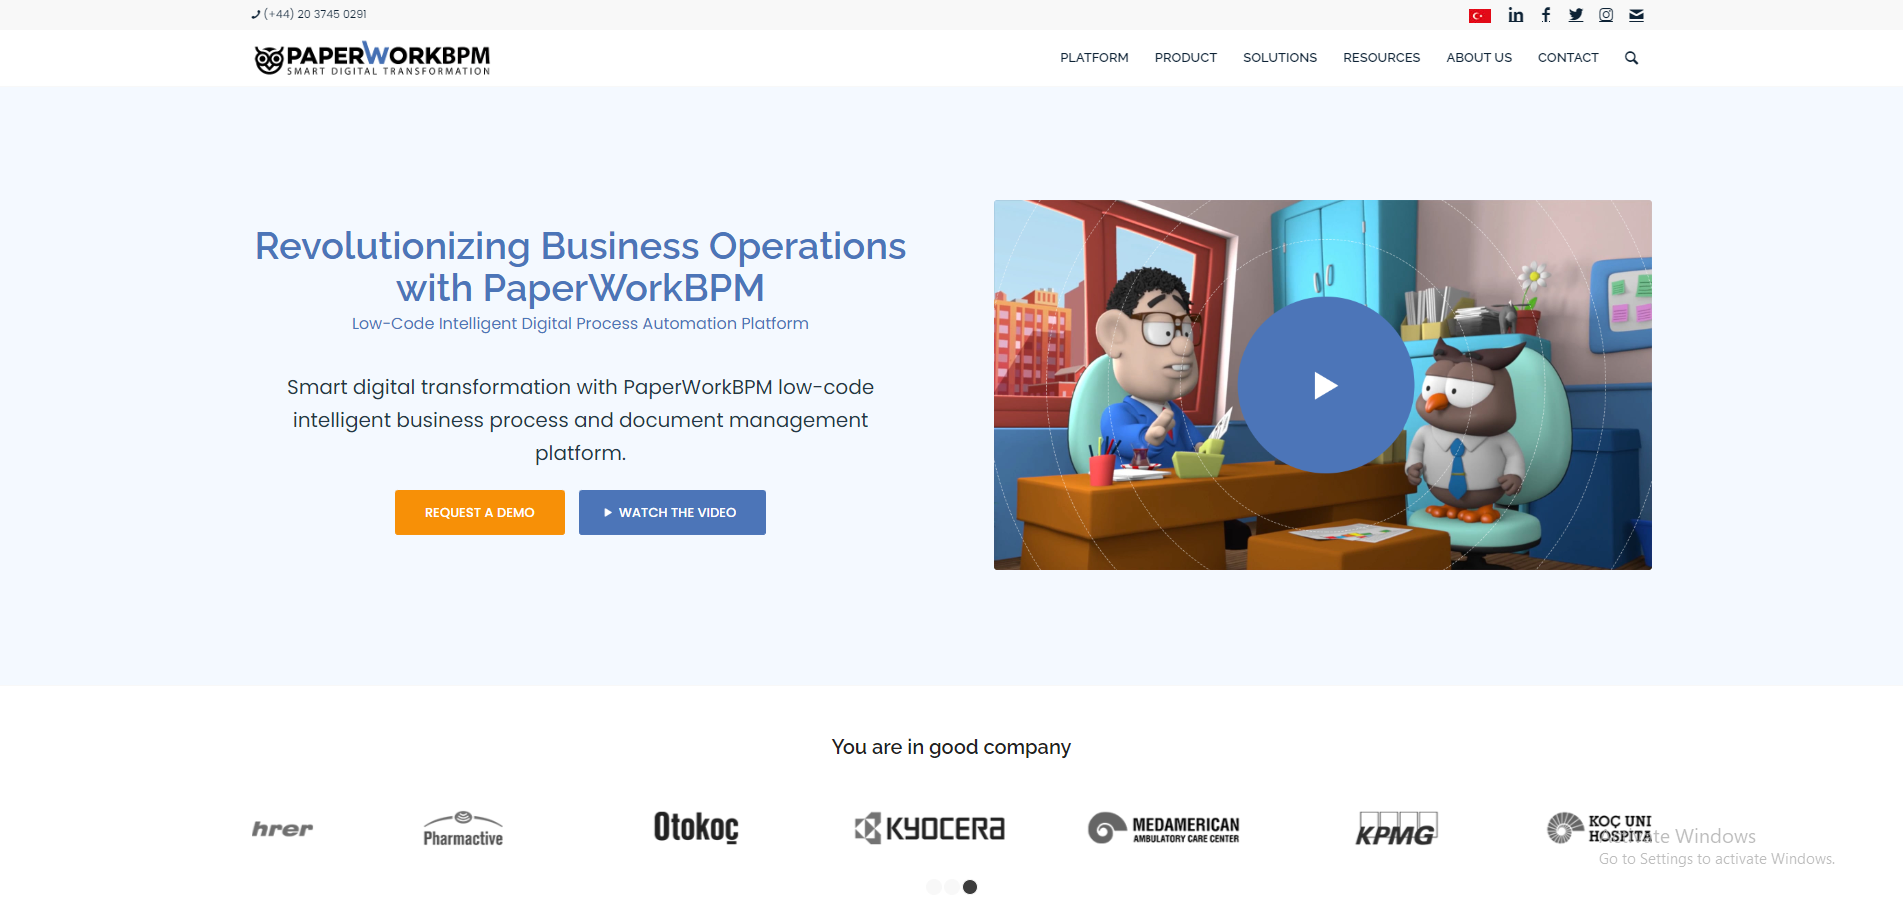 (+44) 20 3745 0291
PAPERWORKBPM
SMART DIGITAL TRANSFORMATION
PLATFORM PRODUCT SOLUTIONS RESOURCES ABOUT US CONTACT
Revolutionizing Business Operations
with PaperWorkBPM
Low-Code Intelligent Digital Process Automation Platform
Smart digital transformation with PaperWorkBPM low-code
intelligent business process and document management
platform.
REQUEST A DEMO WATCH THE VIDEO
You are in good company
hrer
Pharmactive
Otokoç
KYOCERA
MEDAMERICAN
AMBULATORY CARE CENTER
KPMG
KOÇ UNI
HOSPITA
Activate Windows
Go to Settings to activate Windows.